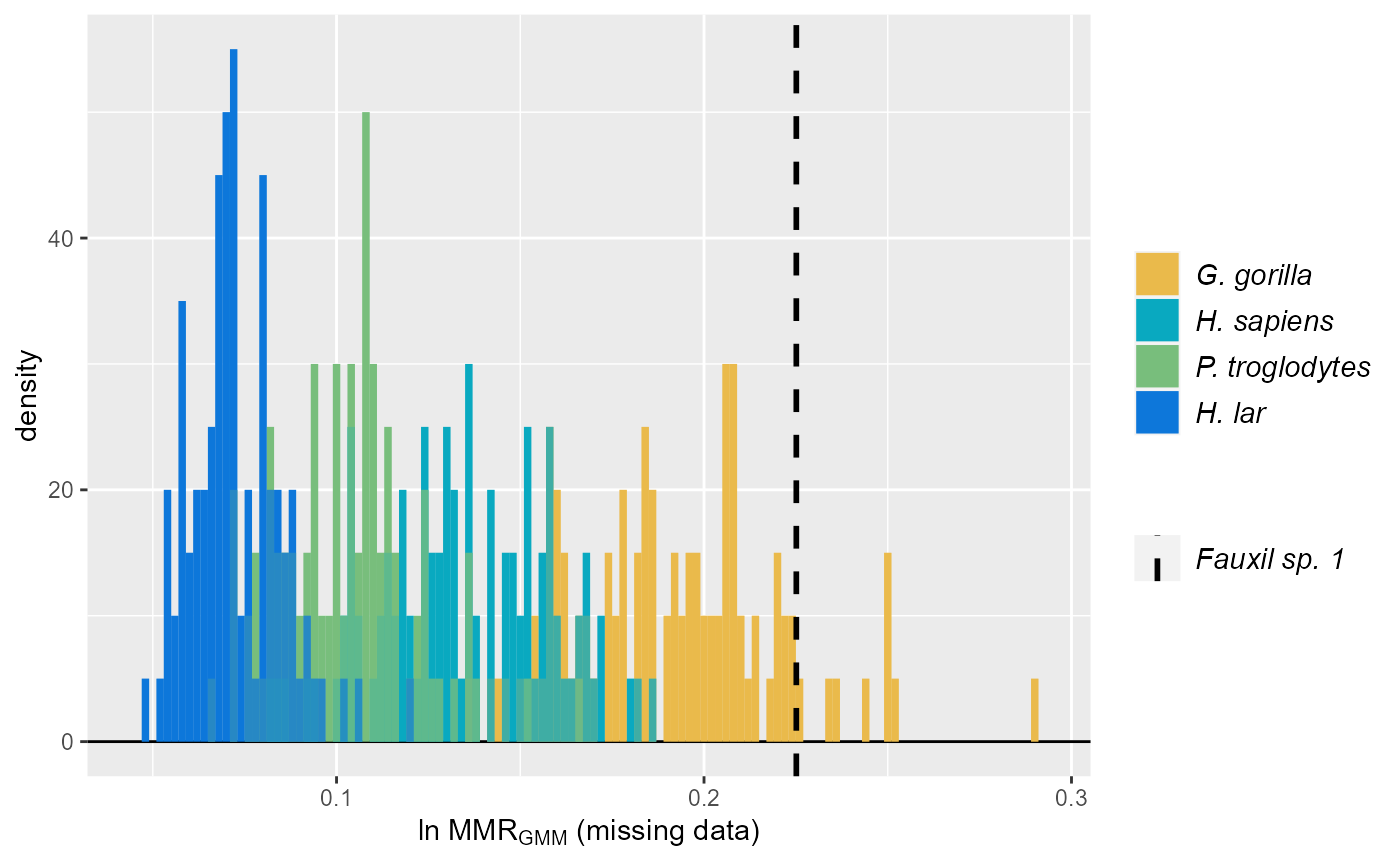 density
40
20
0
0.1
0.2
0.3
ln MMRGMM (missing data)
G. gorilla
H. sapiens
P. troglodytes
H. lar
Fauxil sp. 1